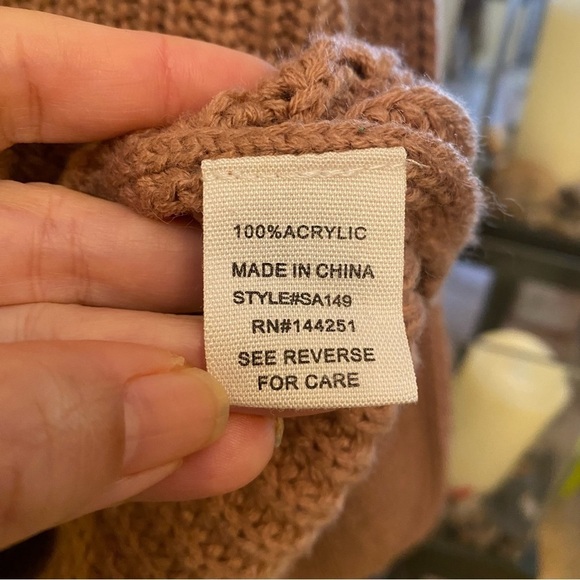 100%ACRYLIC
MADE IN CHINA
STYLE#SA149
RN#144251
SEE REVERSE
FOR CARE